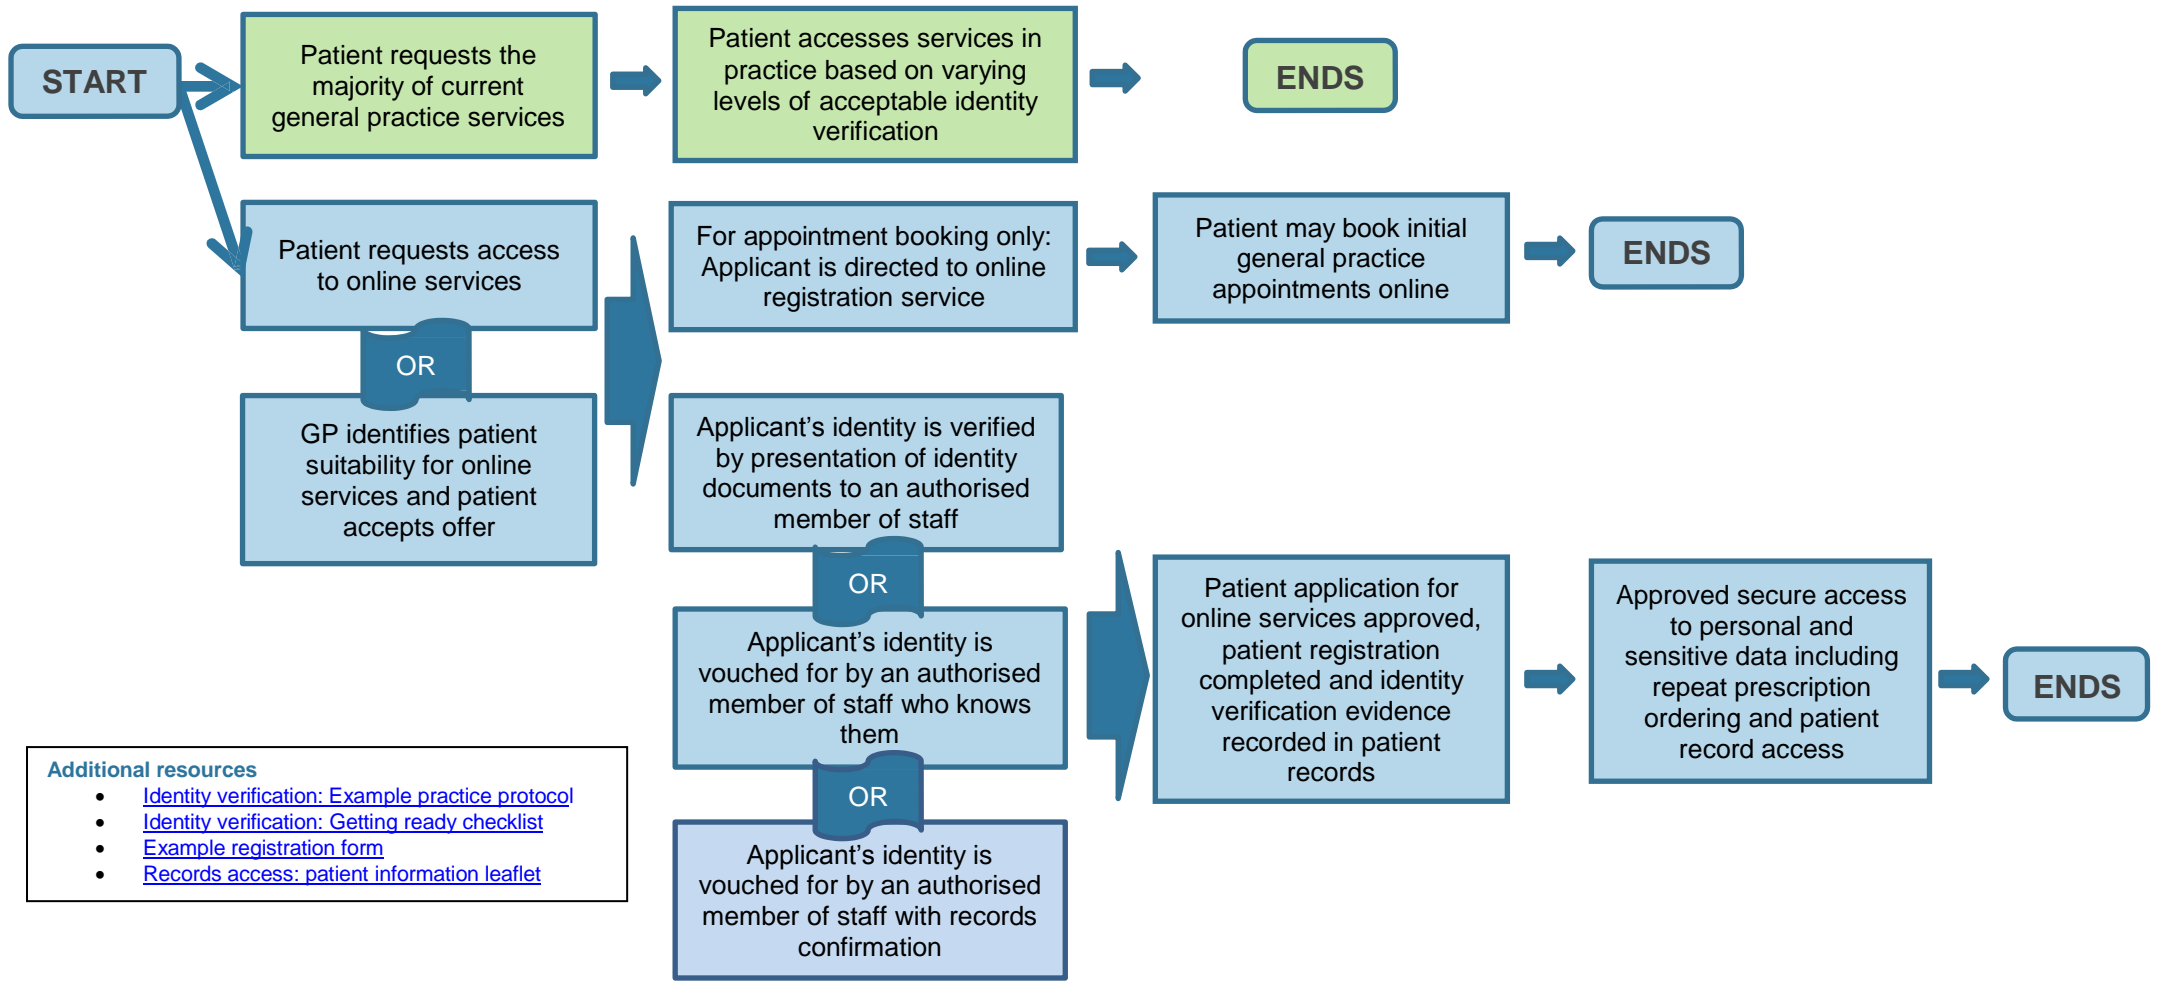 START
Patient requests the
majority of current
general practice services
Patient accesses services in
practice based on varying
levels of acceptable identity
verification
ENDS
Patient requests access
to online services
OR
GP identifies patient
suitability for online
services and patient
accepts offer
For appointment booking only:
Applicant is directed to online
registration service
Patient may book initial
general practice
appointments online
ENDS
Applicant’s identity is verified
by presentation of identity
documents to an authorised
member of staff
OR
Applicant’s identity is
vouched for by an authorised
member of staff who knows
them
OR
Applicant’s identity is
vouched for by an authorised
member of staff with records
confirmation
Patient application for
online services approved,
patient registration
completed and identity
verification evidence
recorded in patient
records
Approved secure access
to personal and
sensitive data including
repeat prescription
ordering and patient
record access
ENDS
Additional resources
• Identity verification: Example practice protocol
• Identity verification: Getting ready checklist
• Example registration form
• Records access: patient information leaflet